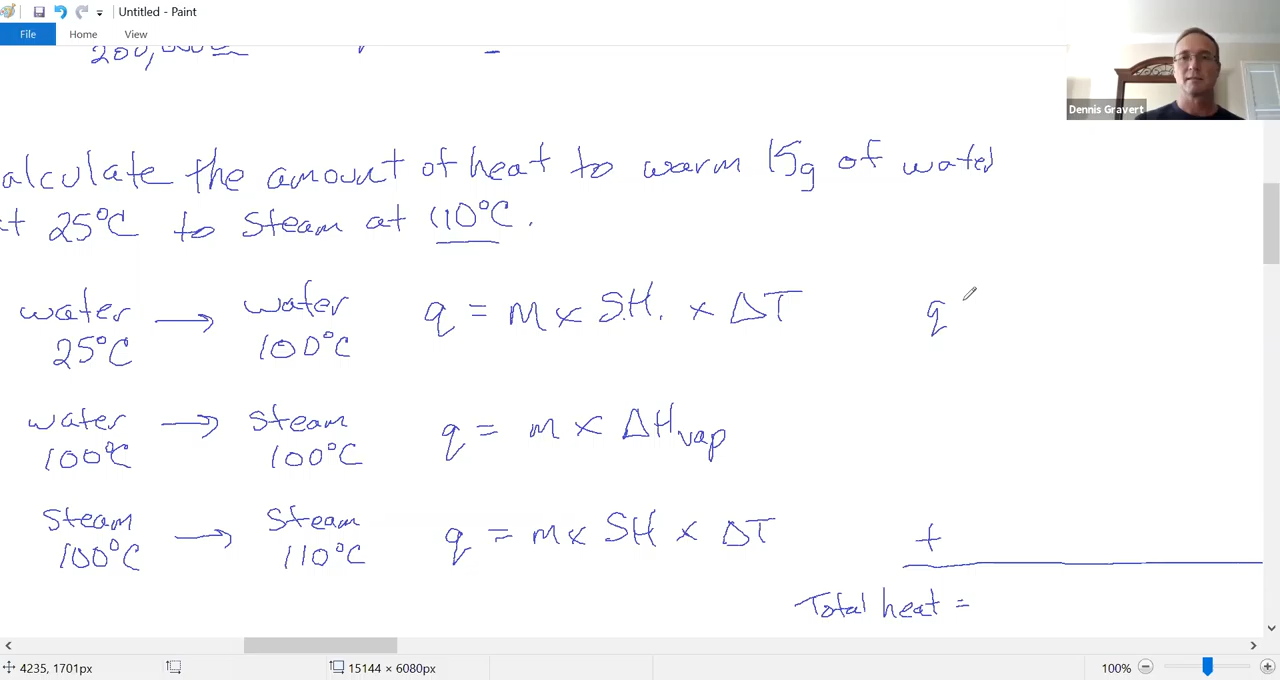 Untitled - Paint
File Home View
Dennis Gravert
alculate the amount of heat to warm 15g of water
at 25°C to steam at 110°C.
water → water q = m x S.H. x ΔT q
25°C 100°C
water → steam q = m x ΔHvap
100°C 100°C
steam → steam q = m x SH x ΔT +
100°C 110°C
Total heat =
4235, 1701px 15144 × 6080px 100%